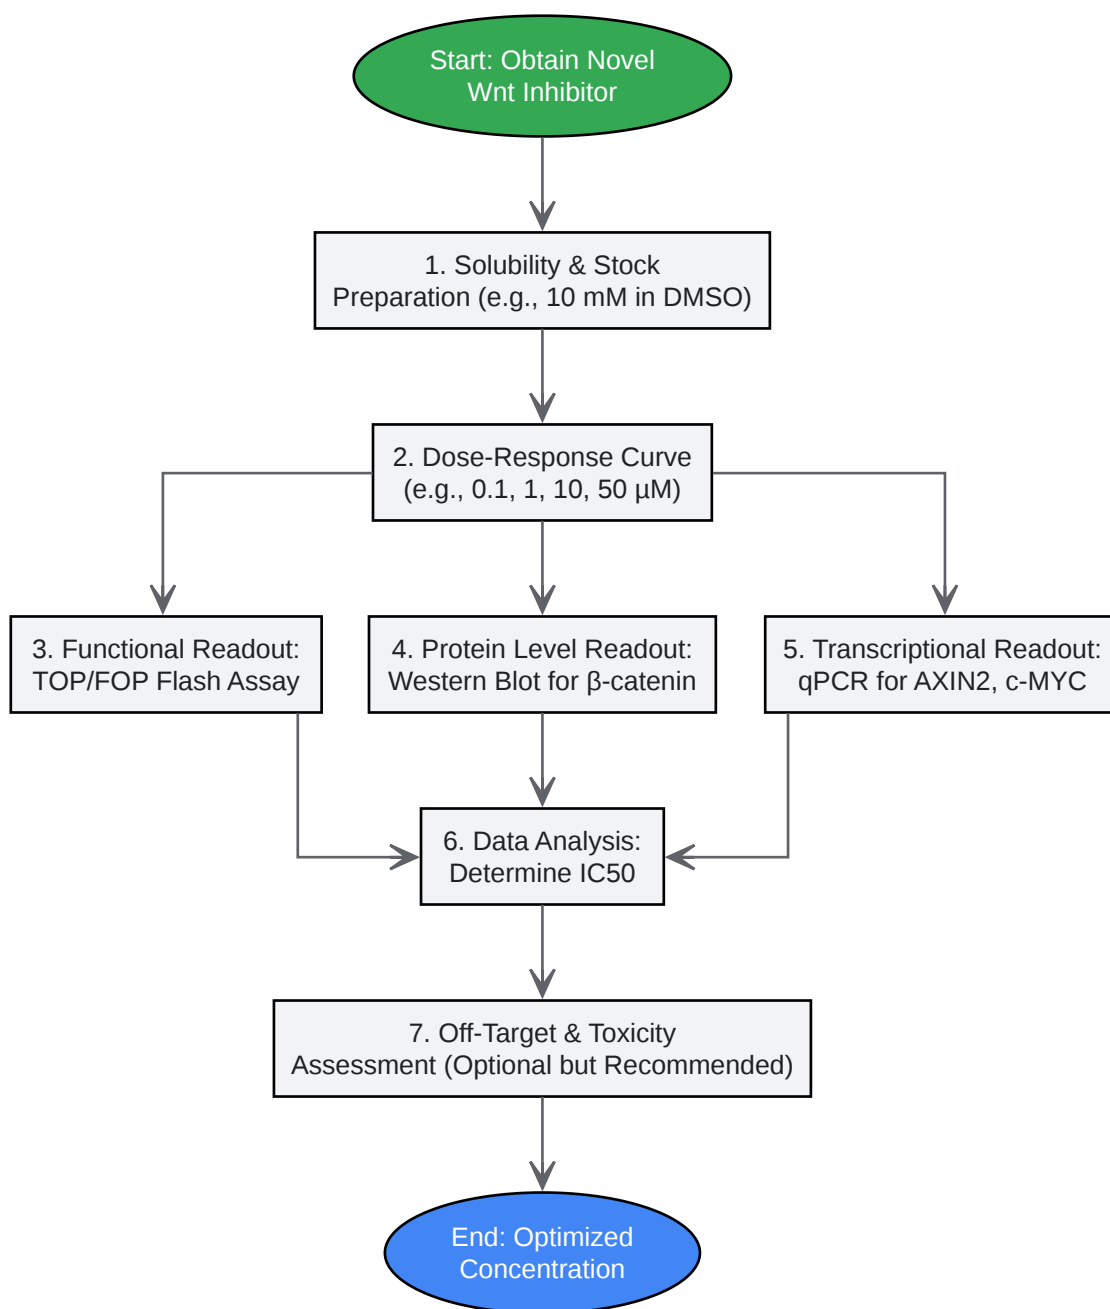 Start: Obtain Novel
Wnt Inhibitor
1. Solubility & Stock
Preparation (e.g., 10 mM in DMSO)
2. Dose-Response Curve
(e.g., 0.1, 1, 10, 50 µM)
3. Functional Readout:
TOP/FOP Flash Assay
4. Protein Level Readout:
Western Blot for β-catenin
5. Transcriptional Readout:
qPCR for AXIN2, c-MYC
6. Data Analysis:
Determine IC50
7. Off-Target & Toxicity
Assessment (Optional but Recommended)
End: Optimized
Concentration